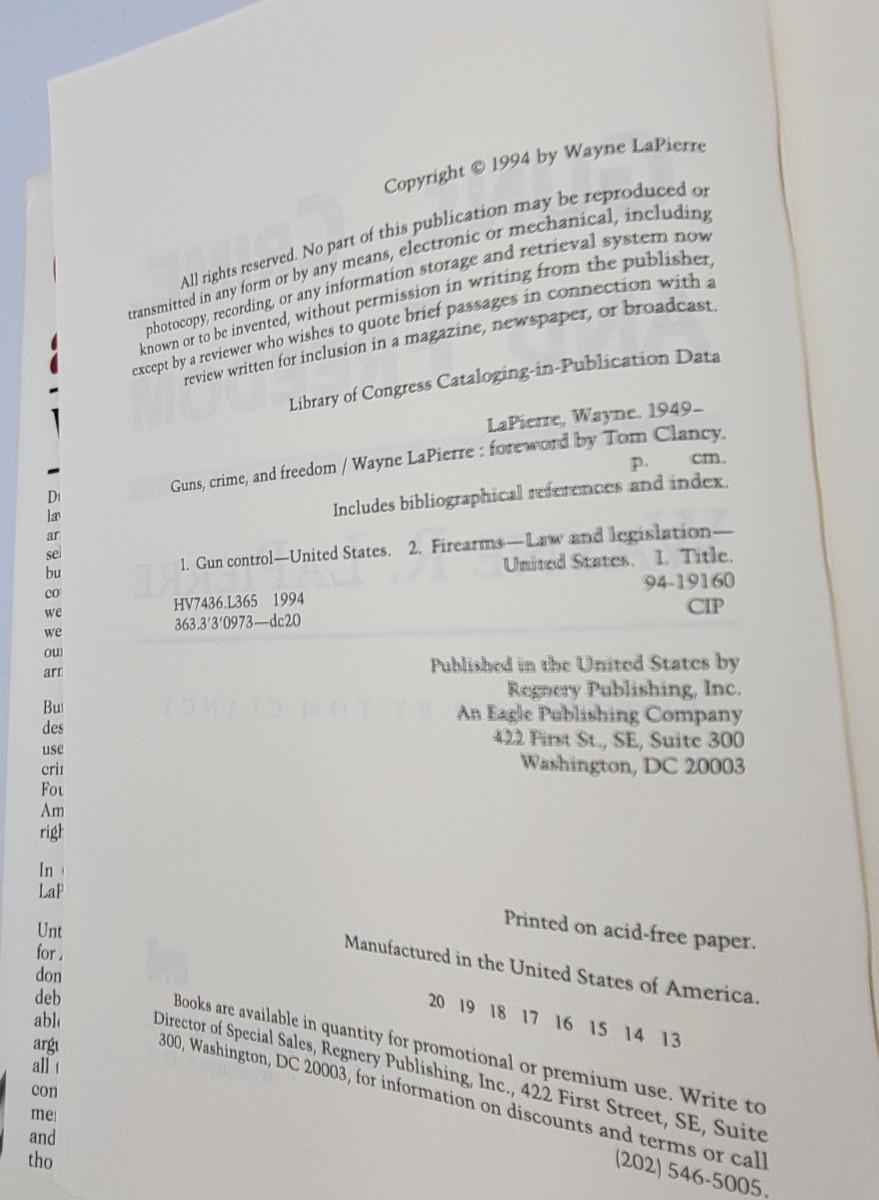 Copyright © 1994 by Wayne LaPierre
All rights reserved. No part of this publication may be reproduced or
transmitted in any form or by any means, electronic or mechanical, including
photocopy, recording, or any information storage and retrieval system now
known or to be invented, without permission in writing from the publisher,
except by a reviewer who wishes to quote brief passages in connection with a
review written for inclusion in a magazine, newspaper, or broadcast.
Library of Congress Cataloging-in-Publication Data
LaPierre, Wayne. 1949–
Guns, crime, and freedom / Wayne LaPierre : foreword by Tom Clancy.
p. cm.
Includes bibliographical references and index.
1. Gun control—United States. 2. Firearms—Law and legislation—
United States. I. Title.
HV7436.L365 1994
94-19160
363.3'3'0973—dc20
CIP
Published in the United States by
Regnery Publishing, Inc.
An Eagle Publishing Company
422 First St., SE, Suite 300
Washington, DC 20003
Printed on acid-free paper.
Manufactured in the United States of America.
20 19 18 17 16 15 14 13
Books are available in quantity for promotional or premium use. Write to
Director of Special Sales, Regnery Publishing, Inc., 422 First Street, SE, Suite
300, Washington, DC 20003, for information on discounts and terms or call
(202) 546-5005.